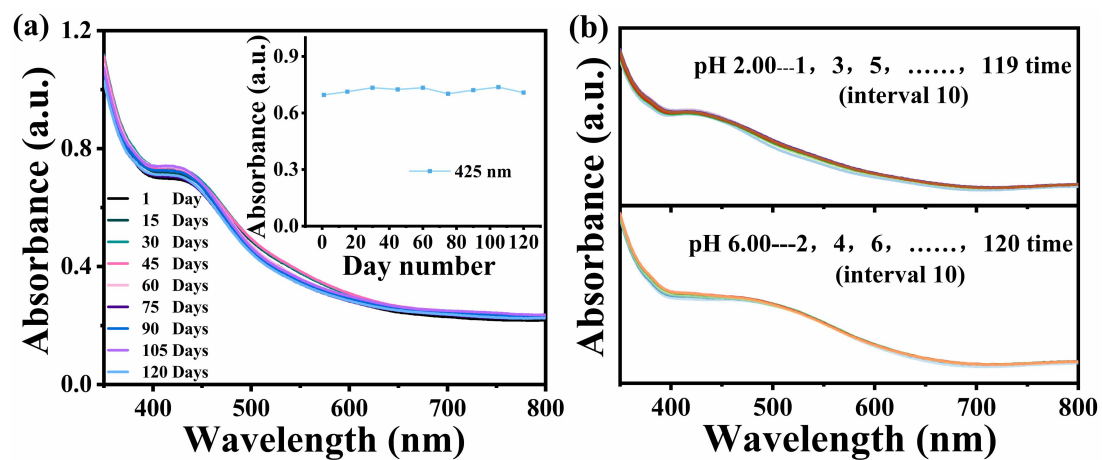 (a)
Absorbance (a.u.)
1.2
0.8
0.4
0.0
1 Day
15 Days
30 Days
45 Days
60 Days
75 Days
90 Days
105 Days
120 Days
400 500 600 700 800
Wavelength (nm)
Absorbance (a.u.)
0.9
0.6
0.3
0.0
425 nm
0 20 40 60 80 100 120
Day number
(b)
Absorbance (a.u.)
pH 2.00---1, 3, 5, ……, 119 time
(interval 10)
pH 6.00---2, 4, 6, ……, 120 time
(interval 10)
400 500 600 700 800
Wavelength (nm)